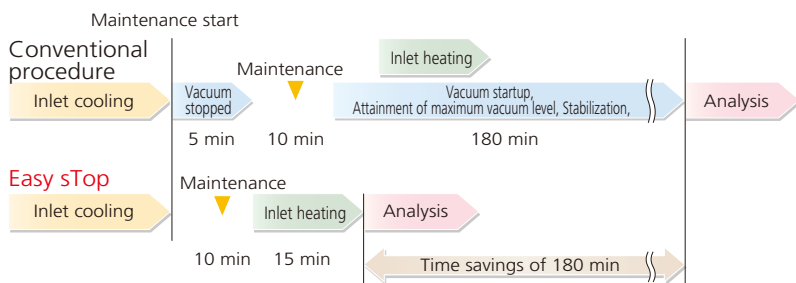 Maintenance start
Conventional
procedure
Maintenance
Inlet heating
Inlet cooling
Vacuum
stopped
Vacuum startup,
Attainment of maximum vacuum level, Stabilization,
Analysis
5 min
10 min
180 min
Easy sTop
Maintenance
Inlet cooling
Inlet heating
Analysis
10 min
15 min
Time savings of 180 min